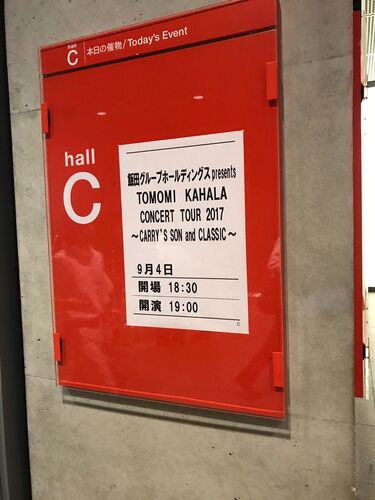 hall
C 本日の催物/Today's Event
hall
C
飯田グループホールディングス presents
TOMOMI KAHALA
CONCERT TOUR 2017
～CARRY'S SON and CLASSIC～
9月4日
開場 18:30
開演 19:00
C